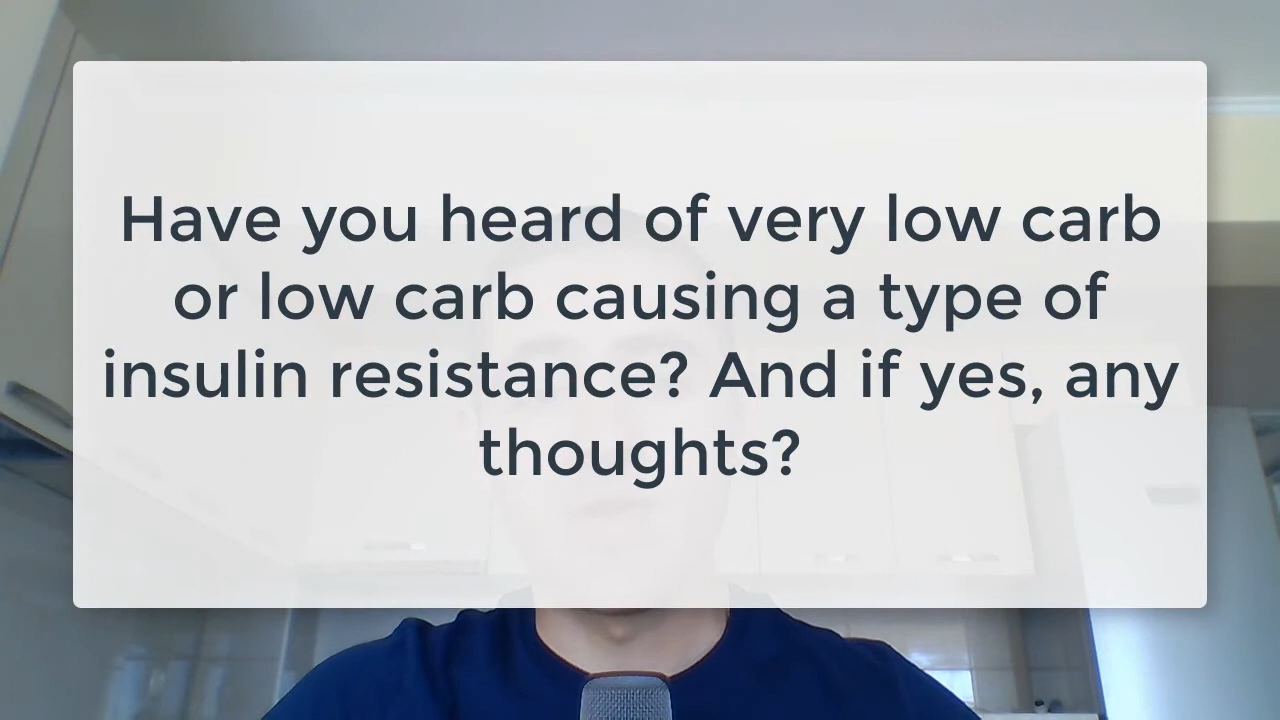 Have you heard of very low carb
or low carb causing a type of
insulin resistance? And if yes, any
thoughts?